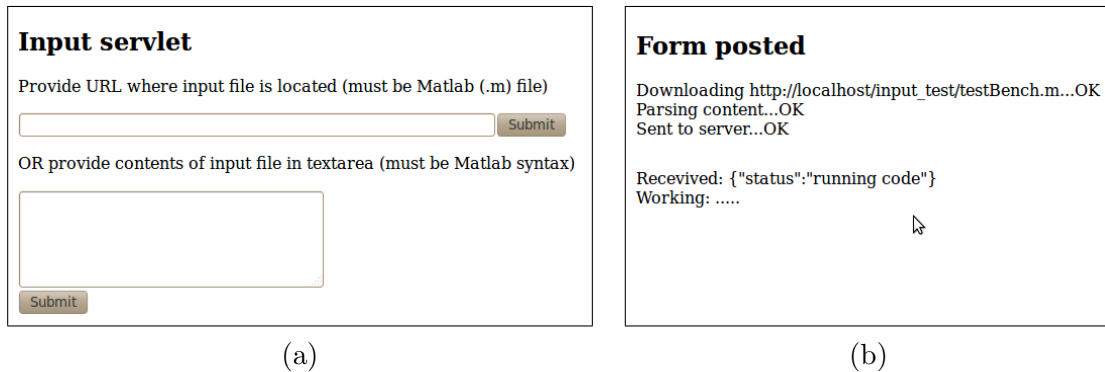 Input servlet
Provide URL where input file is located (must be Matlab (.m) file)
Submit
OR provide contents of input file in textarea (must be Matlab syntax)
Submit
(a)
Form posted
Downloading http://localhost/input_test/testBench.m...OK
Parsing content...OK
Sent to server...OK
Recevived: {"status":"running code"}
Working: .....
(b)